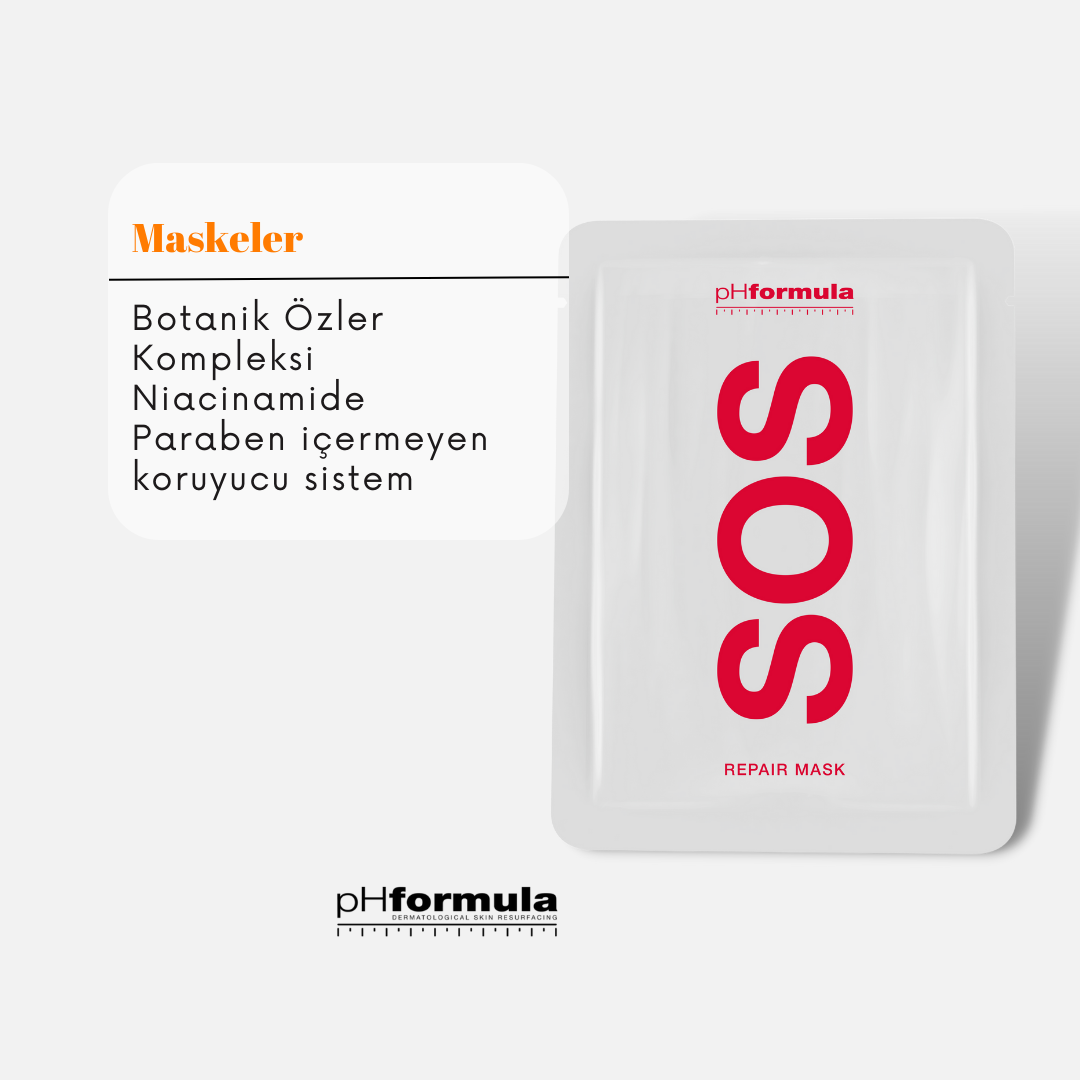 Maskeler
Botanik Özler
Kompleksi
Niacinamide
Paraben içermeyen
koruyucu sistem
pHformula
SOS
REPAIR MASK
pHformula
DERMATOLOGICAL SKIN RESURFACING